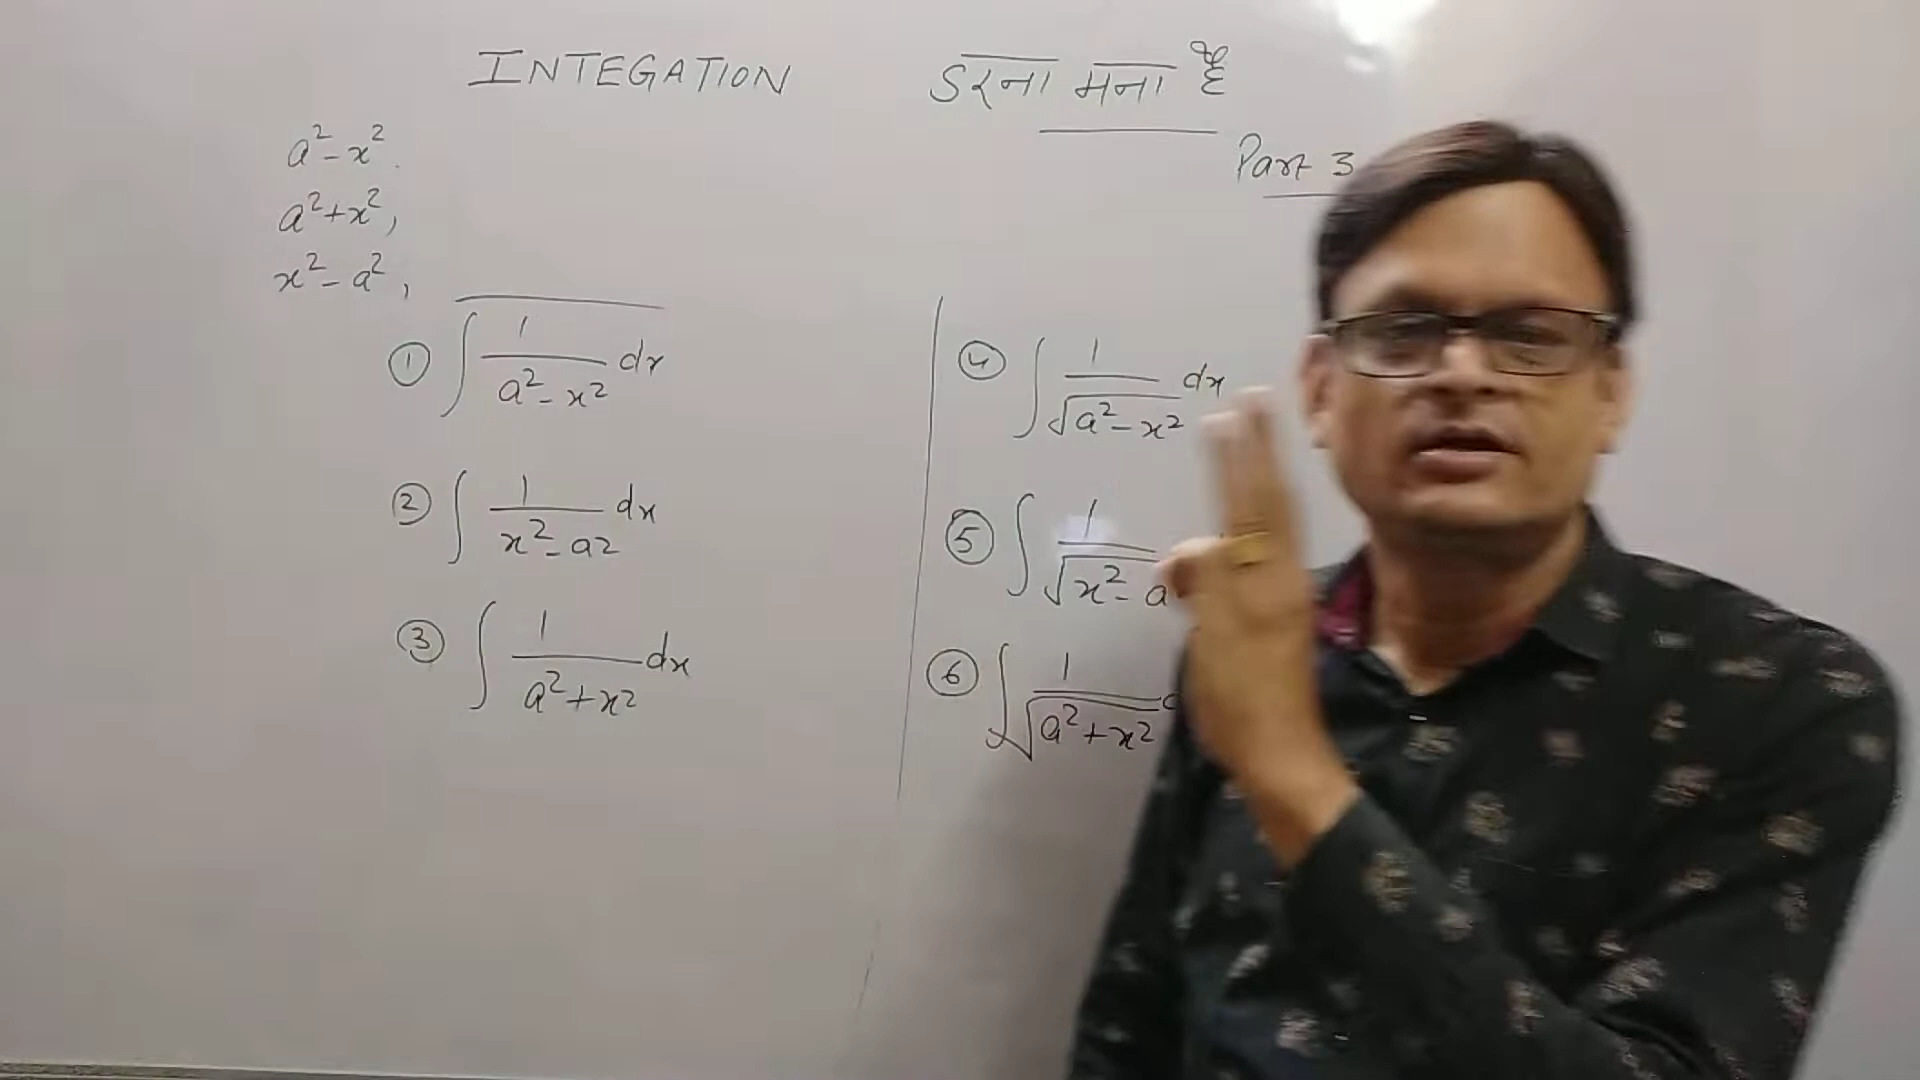 INTEGATION डरना मना है
Part 3
a² - x².
a² + x²,
x² - a²,
① ∫ 1/(a² - x²) dx
② ∫ 1/(x² - a2) dx
③ ∫ 1/(a² + x²) dx
④ ∫ 1/√(a² - x²) dx
⑤ ∫ 1/√(x² - a
⑥ ∫ 1/√(a² + x²)